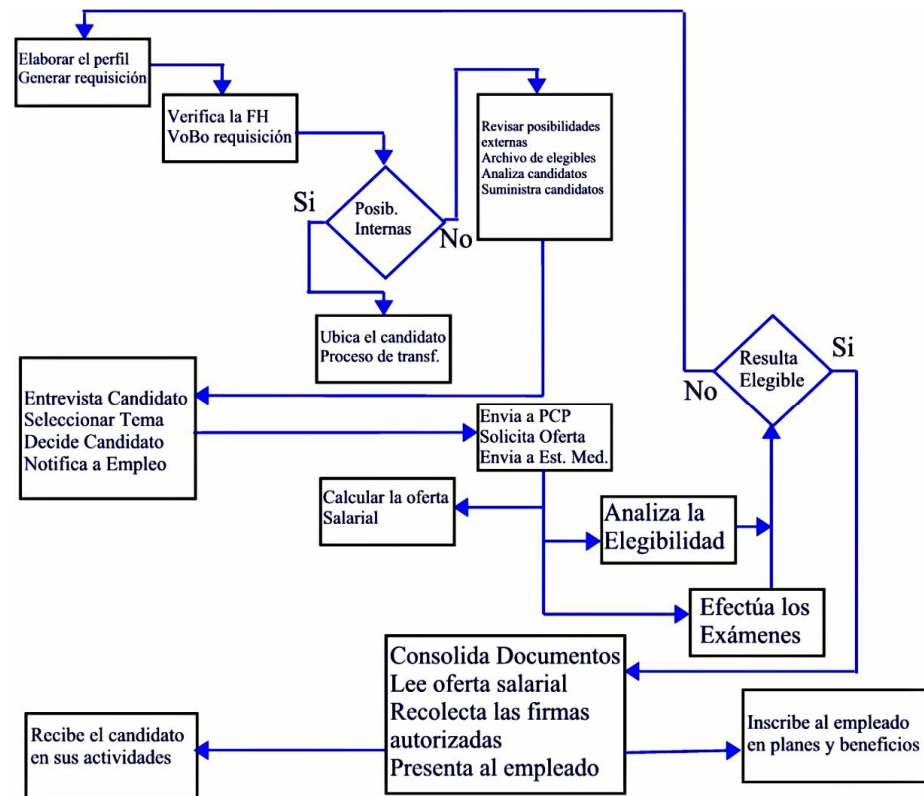 Elaborar el perfil
Generar requisición
Verifica la FH
VoBo requisición
Si
Posib.
Internas
No
Revisar posibilidades
externas
Archivo de elegibles
Analiza candidatos
Suministra candidatos
Ubica el candidato
Proceso de transf.
Entrevista Candidato
Seleccionar Tema
Decide Candidato
Notifica a Empleo
Envia a PCP
Solicita Oferta
Envia a Est. Med.
No
Resulta
Elegible
Si
Calcular la oferta
Salarial
Analiza la
Elegibilidad
Efectúa los
Exámenes
Consolida Documentos
Lee oferta salarial
Recolecta las firmas
autorizadas
Presenta al empleado
Recibe el candidato
en sus actividades
Inscribe al empleado
en planes y beneficios